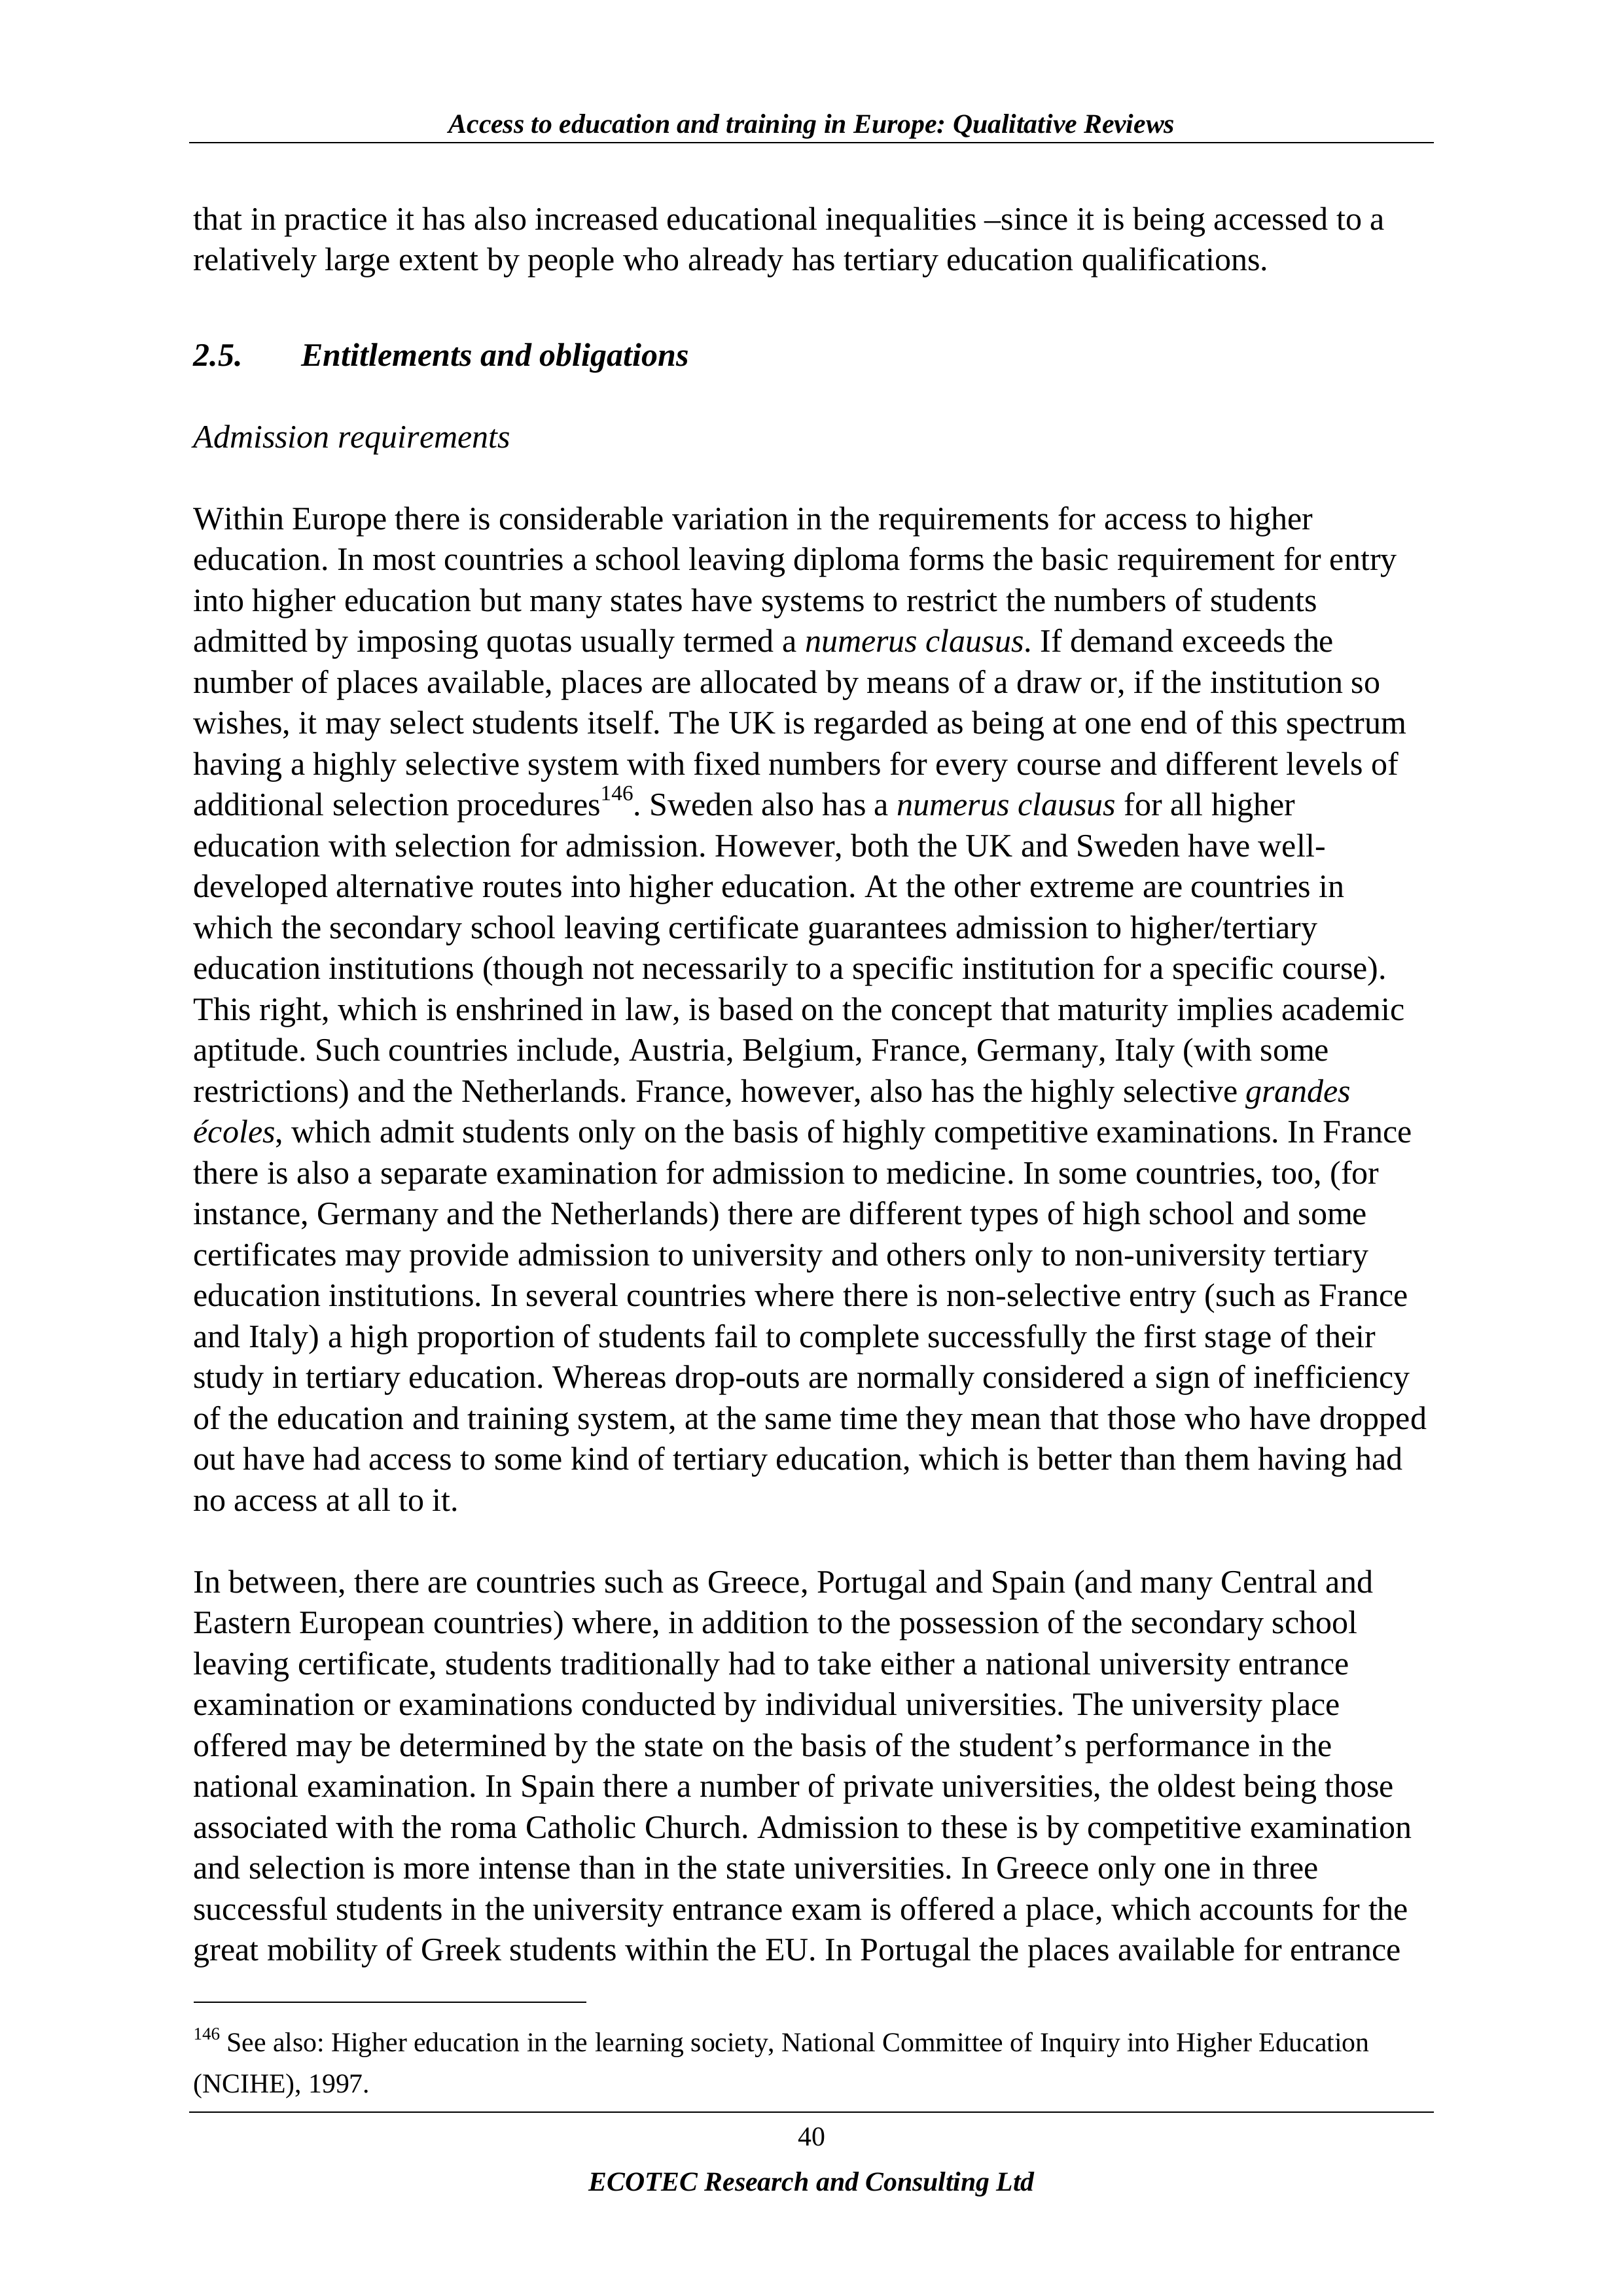 Access to education and training in Europe: Qualitative Reviews
that in practice it has also increased educational inequalities –since it is being accessed to a
relatively large extent by people who already has tertiary education qualifications.
2.5. Entitlements and obligations
Admission requirements
Within Europe there is considerable variation in the requirements for access to higher
education. In most countries a school leaving diploma forms the basic requirement for entry
into higher education but many states have systems to restrict the numbers of students
admitted by imposing quotas usually termed a numerus clausus. If demand exceeds the
number of places available, places are allocated by means of a draw or, if the institution so
wishes, it may select students itself. The UK is regarded as being at one end of this spectrum
having a highly selective system with fixed numbers for every course and different levels of
additional selection procedures146. Sweden also has a numerus clausus for all higher
education with selection for admission. However, both the UK and Sweden have well-
developed alternative routes into higher education. At the other extreme are countries in
which the secondary school leaving certificate guarantees admission to higher/tertiary
education institutions (though not necessarily to a specific institution for a specific course).
This right, which is enshrined in law, is based on the concept that maturity implies academic
aptitude. Such countries include, Austria, Belgium, France, Germany, Italy (with some
restrictions) and the Netherlands. France, however, also has the highly selective grandes
écoles, which admit students only on the basis of highly competitive examinations. In France
there is also a separate examination for admission to medicine. In some countries, too, (for
instance, Germany and the Netherlands) there are different types of high school and some
certificates may provide admission to university and others only to non-university tertiary
education institutions. In several countries where there is non-selective entry (such as France
and Italy) a high proportion of students fail to complete successfully the first stage of their
study in tertiary education. Whereas drop-outs are normally considered a sign of inefficiency
of the education and training system, at the same time they mean that those who have dropped
out have had access to some kind of tertiary education, which is better than them having had
no access at all to it.
In between, there are countries such as Greece, Portugal and Spain (and many Central and
Eastern European countries) where, in addition to the possession of the secondary school
leaving certificate, students traditionally had to take either a national university entrance
examination or examinations conducted by individual universities. The university place
offered may be determined by the state on the basis of the student’s performance in the
national examination. In Spain there a number of private universities, the oldest being those
associated with the roma Catholic Church. Admission to these is by competitive examination
and selection is more intense than in the state universities. In Greece only one in three
successful students in the university entrance exam is offered a place, which accounts for the
great mobility of Greek students within the EU. In Portugal the places available for entrance
146 See also: Higher education in the learning society, National Committee of Inquiry into Higher Education
(NCIHE), 1997.
40
ECOTEC Research and Consulting Ltd